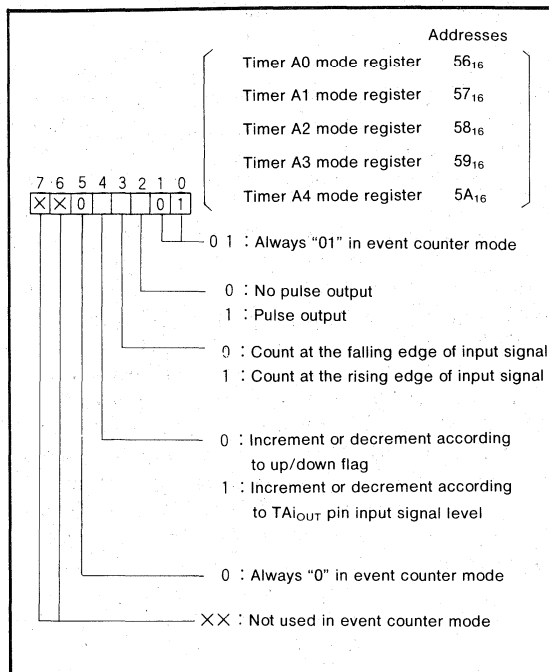 Addresses
Timer A0 mode register 56₁₆
Timer A1 mode register 57₁₆
Timer A2 mode register 58₁₆
Timer A3 mode register 59₁₆
Timer A4 mode register 5A₁₆
7 6 5 4 3 2 1 0
× × 0 0 1
0 1 : Always “01” in event counter mode
0 : No pulse output
1 : Pulse output
0 : Count at the falling edge of input signal
1 : Count at the rising edge of input signal
0 : Increment or decrement according
to up/down flag
1 : Increment or decrement according
to TAiOUT pin input signal level
0 : Always “0” in event counter mode
×× : Not used in event counter mode